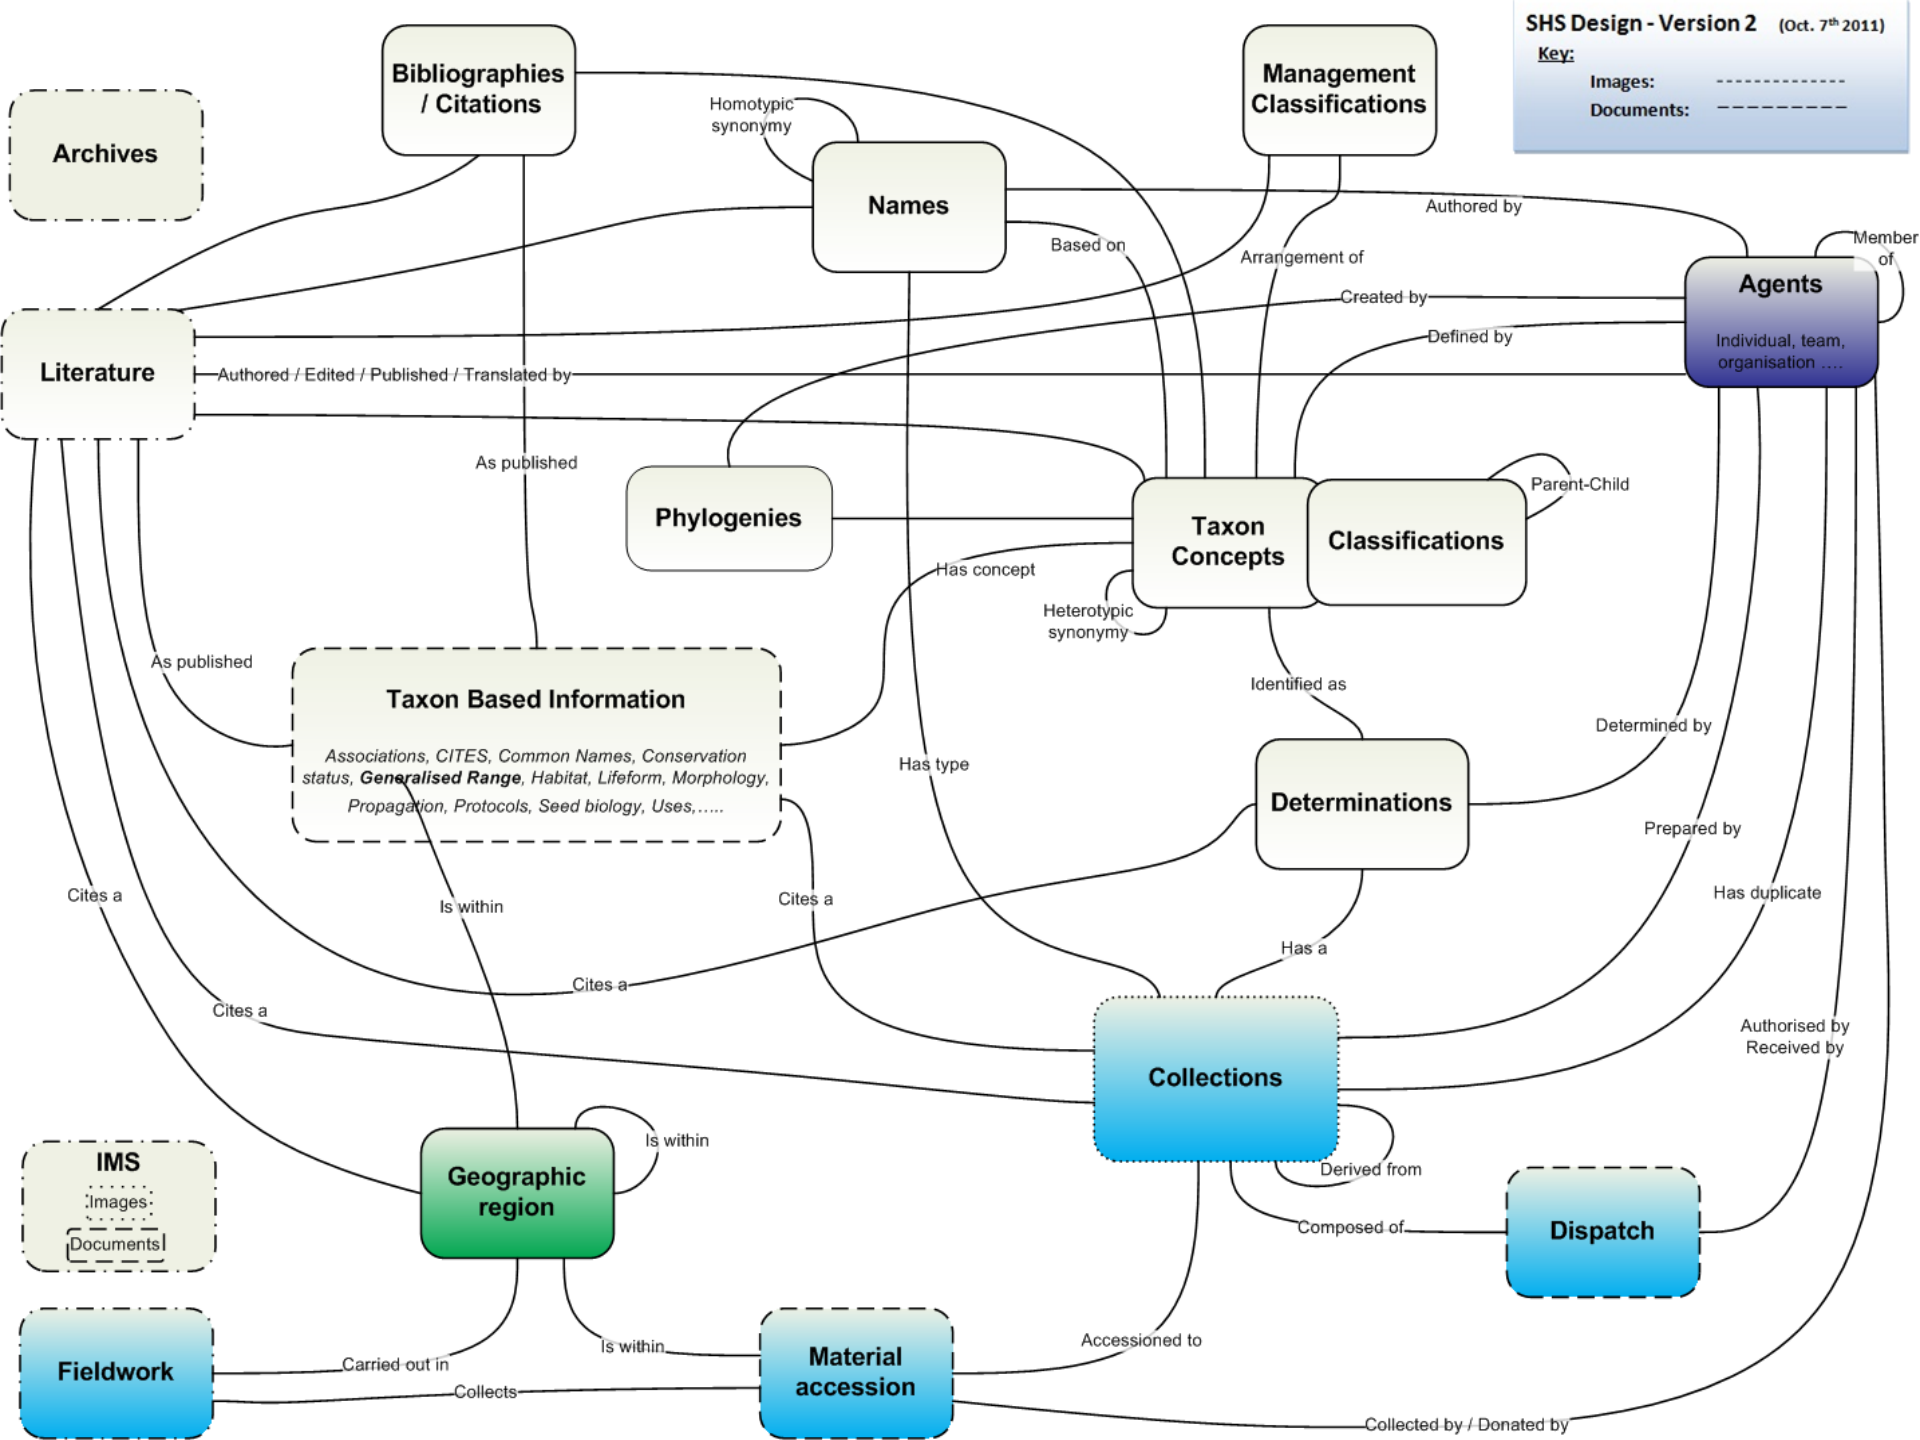 SHS Design - Version 2 (Oct. 7th 2011)
Key:
Images:
Documents:
Bibliographies
/ Citations
Management
Classifications
Archives
Homotypic
synonymy
Names
Authored by
Based on
Arrangement of
Member
of
Agents
Individual, team,
organisation ....
Created by
Defined by
Literature
Authored / Edited / Published / Translated by
As published
Phylogenies
Taxon
Concepts
Classifications
Parent-Child
Has concept
Heterotypic
synonymy
As published
Identified as
Taxon Based Information
Associations, CITES, Common Names, Conservation
status, Generalised Range, Habitat, Lifeform, Morphology,
Propagation, Protocols, Seed biology, Uses,.....
Has type
Determined by
Determinations
Prepared by
Cites a
Is within
Cites a
Has duplicate
Has a
Cites a
Cites a
Authorised by
Received by
Collections
Is within
Derived from
IMS
Images
Documents
Geographic
region
Composed of
Dispatch
Is within
Accessioned to
Carried out in
Fieldwork
Collects
Material
accession
Collected by / Donated by